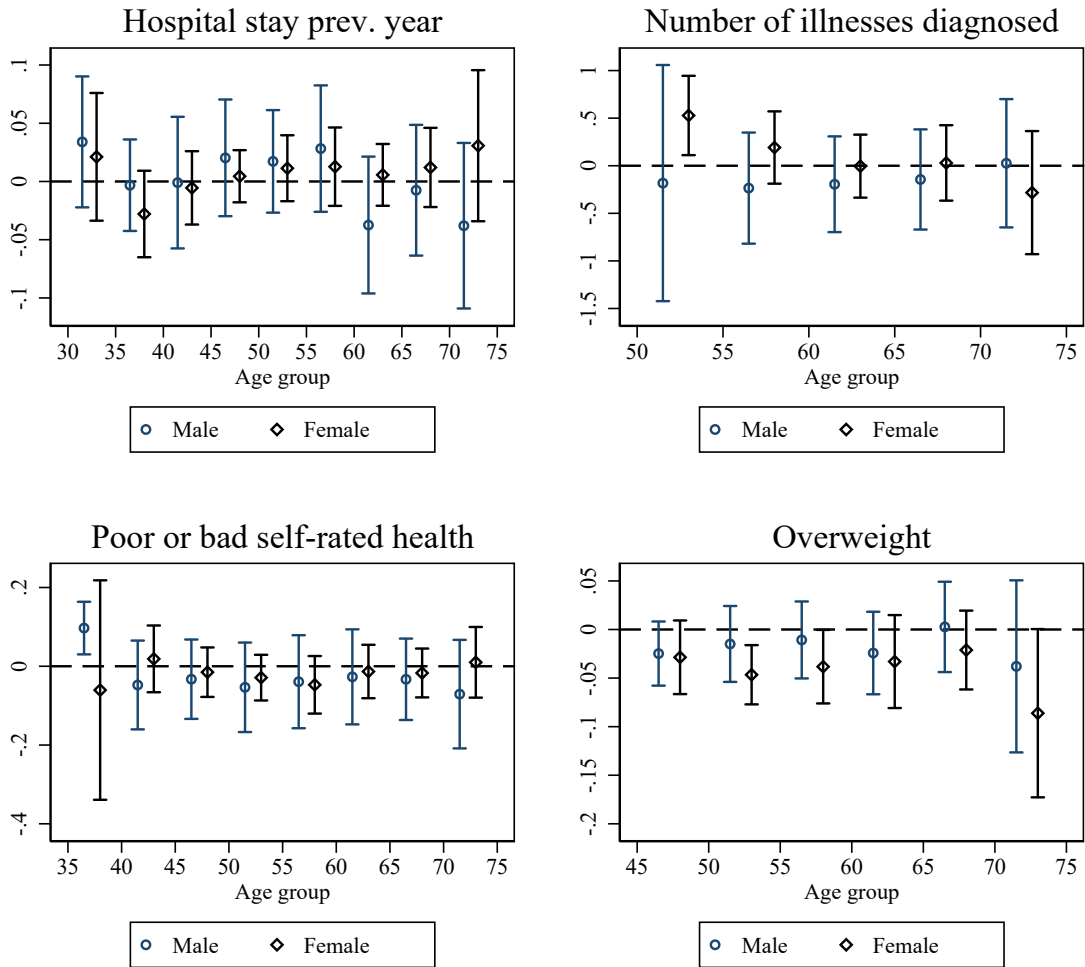 Hospital stay prev. year
.1
.05
0
-.05
-.1
30 35 40 45 50 55 60 65 70 75
Age group
Male Female
Number of illnesses diagnosed
1
.5
0
-.5
-1
-1.5
50 55 60 65 70 75
Age group
Male Female
Poor or bad self-rated health
.2
0
-.2
-.4
35 40 45 50 55 60 65 70 75
Age group
Male Female
Overweight
.05
0
-.05
-.1
-.15
-.2
45 50 55 60 65 70 75
Age group
Male Female